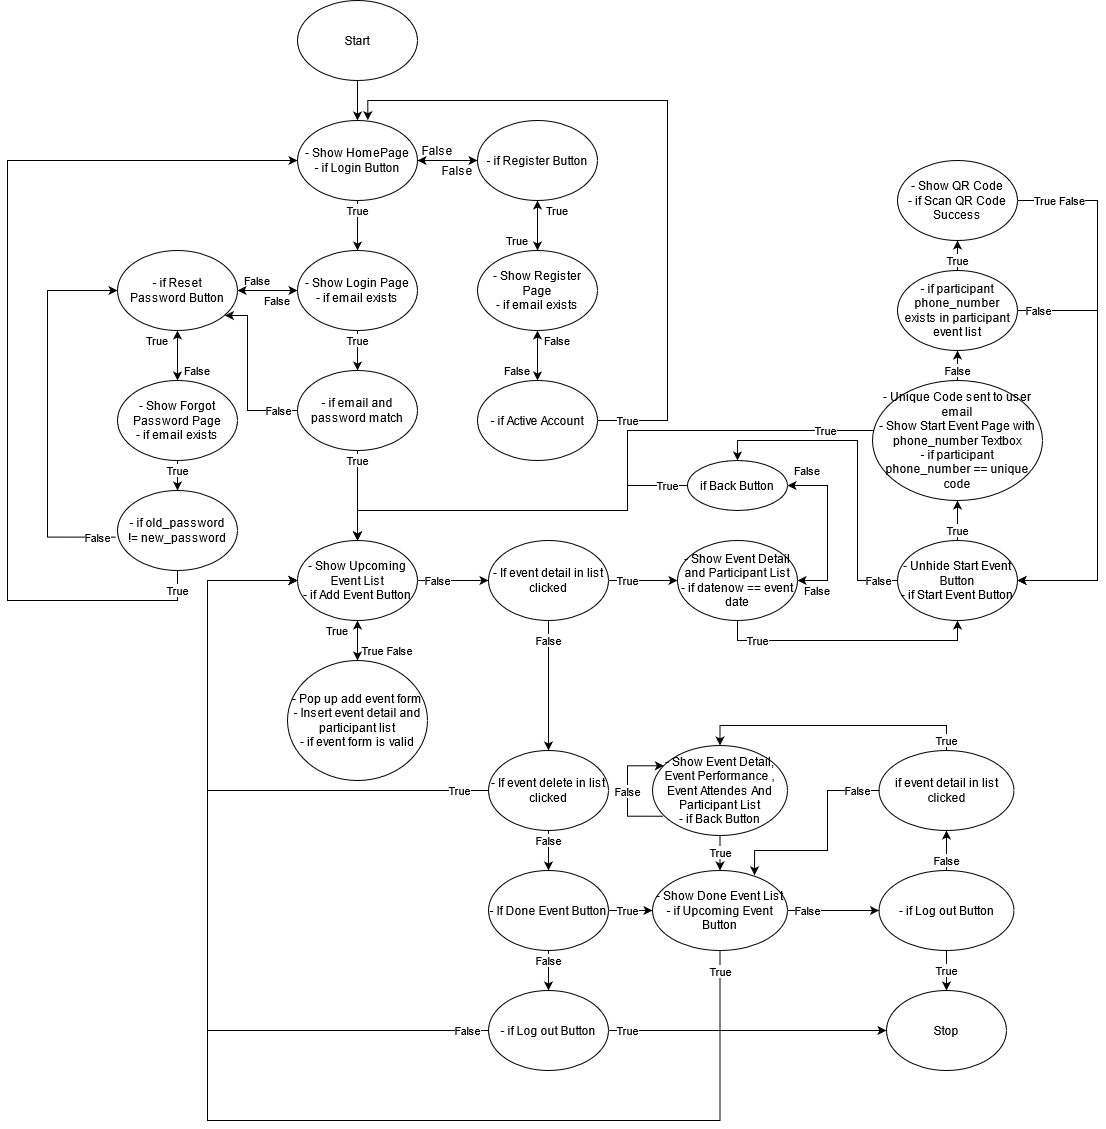 Start
- Show HomePage
- if Login Button
False
False
- if Register Button
True
True
True
- Show QR Code
- if Scan QR Code
Success
True False
True
- if Reset
Password Button
False
False
- Show Login Page
- if email exists
- Show Register
Page
- if email exists
- if participant
phone_number
exists in participant
event list
False
True
False
True
False
False
False
- Show Forgot
Password Page
- if email exists
False
- if email and
password match
- if Active Account
True
True
- Unique Code sent to user
email
- Show Start Event Page with
phone_number Textbox
- if participant
phone_number == unique
code
True
True
True
if Back Button
False
- if old_password
!= new_password
False
True
True
- Show Upcoming
Event List
- if Add Event Button
False
- If event detail in list
clicked
True
- Show Event Detail
and Participant List
- if datenow == event
date
False
False
- Unhide Start Event
Button
- if Start Event Button
True
True False
False
True
- Pop up add event form
- Insert event detail and
participant list
- if event form is valid
True
True
- If event delete in list
clicked
False
- Show Event Detail,
Event Performance ,
Event Attendes And
Participant List
- if Back Button
False
if event detail in list
clicked
False
True
False
- If Done Event Button
True
- Show Done Event List
- if Upcoming Event
Button
False
- if Log out Button
False
True
True
False
- if Log out Button
True
Stop